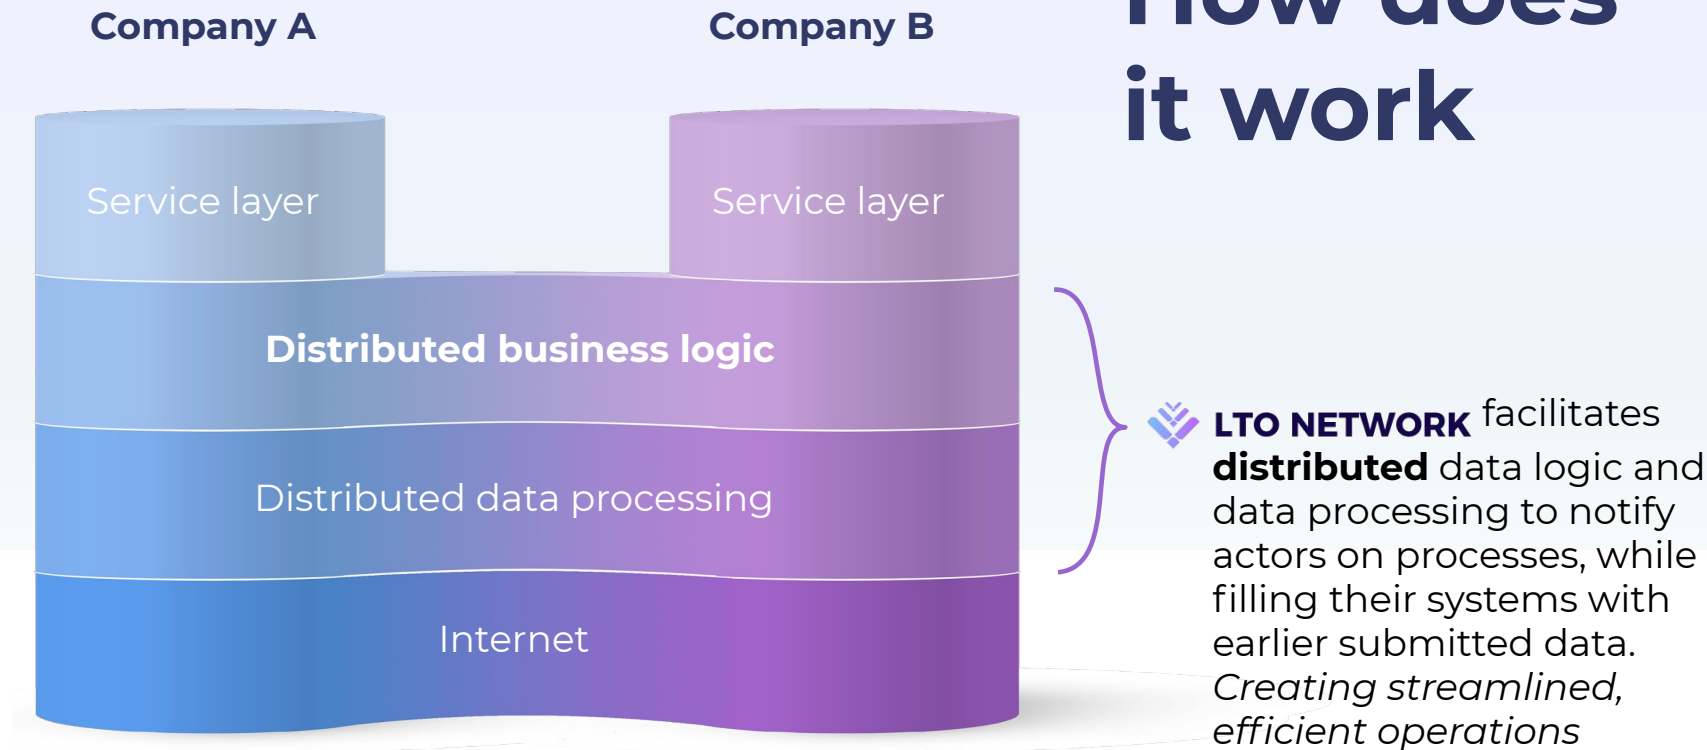 Company A
Company B
How does
it work
Service layer
Service layer
Distributed business logic
Distributed data processing
Internet
LTO NETWORK facilitates
distributed data logic and
data processing to notify
actors on processes, while
filling their systems with
earlier submitted data.
Creating streamlined,
efficient operations